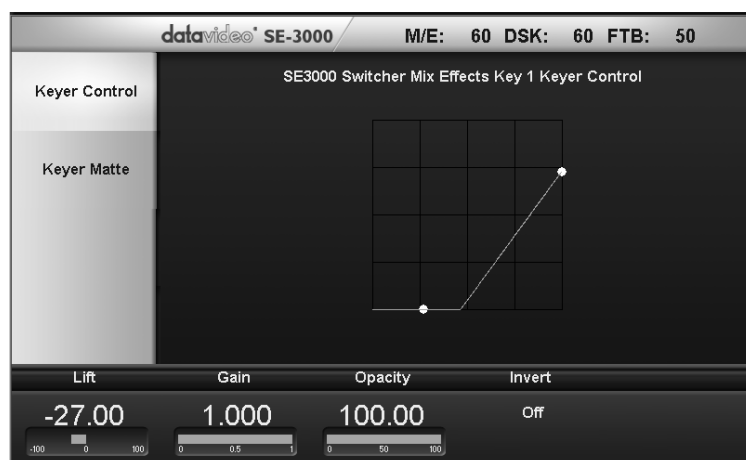 datavideo SE-3000 M/E: 60 DSK: 60 FTB: 50
Keyer Control
SE3000 Switcher Mix Effects Key 1 Keyer Control
Keyer Matte
Lift Gain Opacity Invert
-27.00 1.000 100.00 Off
-100 0 100 0 0.5 1 0 50 100